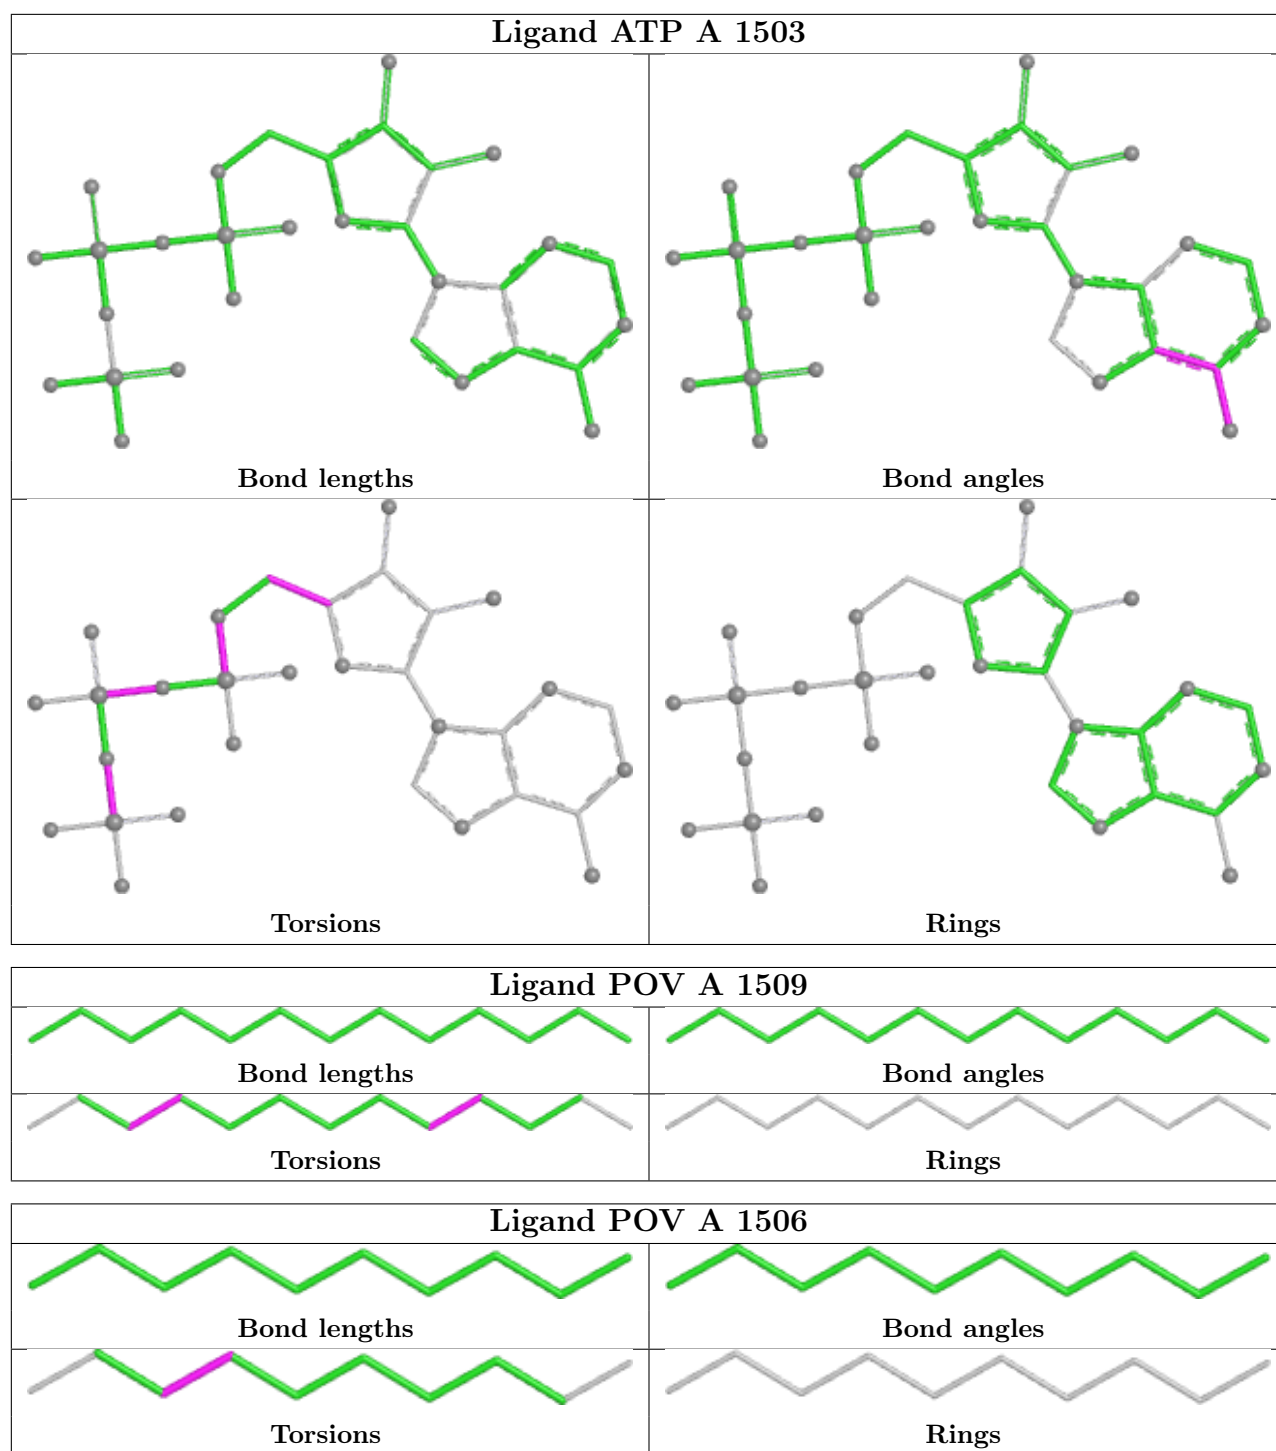 Ligand ATP A 1503
Bond lengths
Bond angles
Torsions
Rings
Ligand POV A 1509
Bond lengths
Bond angles
Torsions
Rings
Ligand POV A 1506
Bond lengths
Bond angles
Torsions
Rings